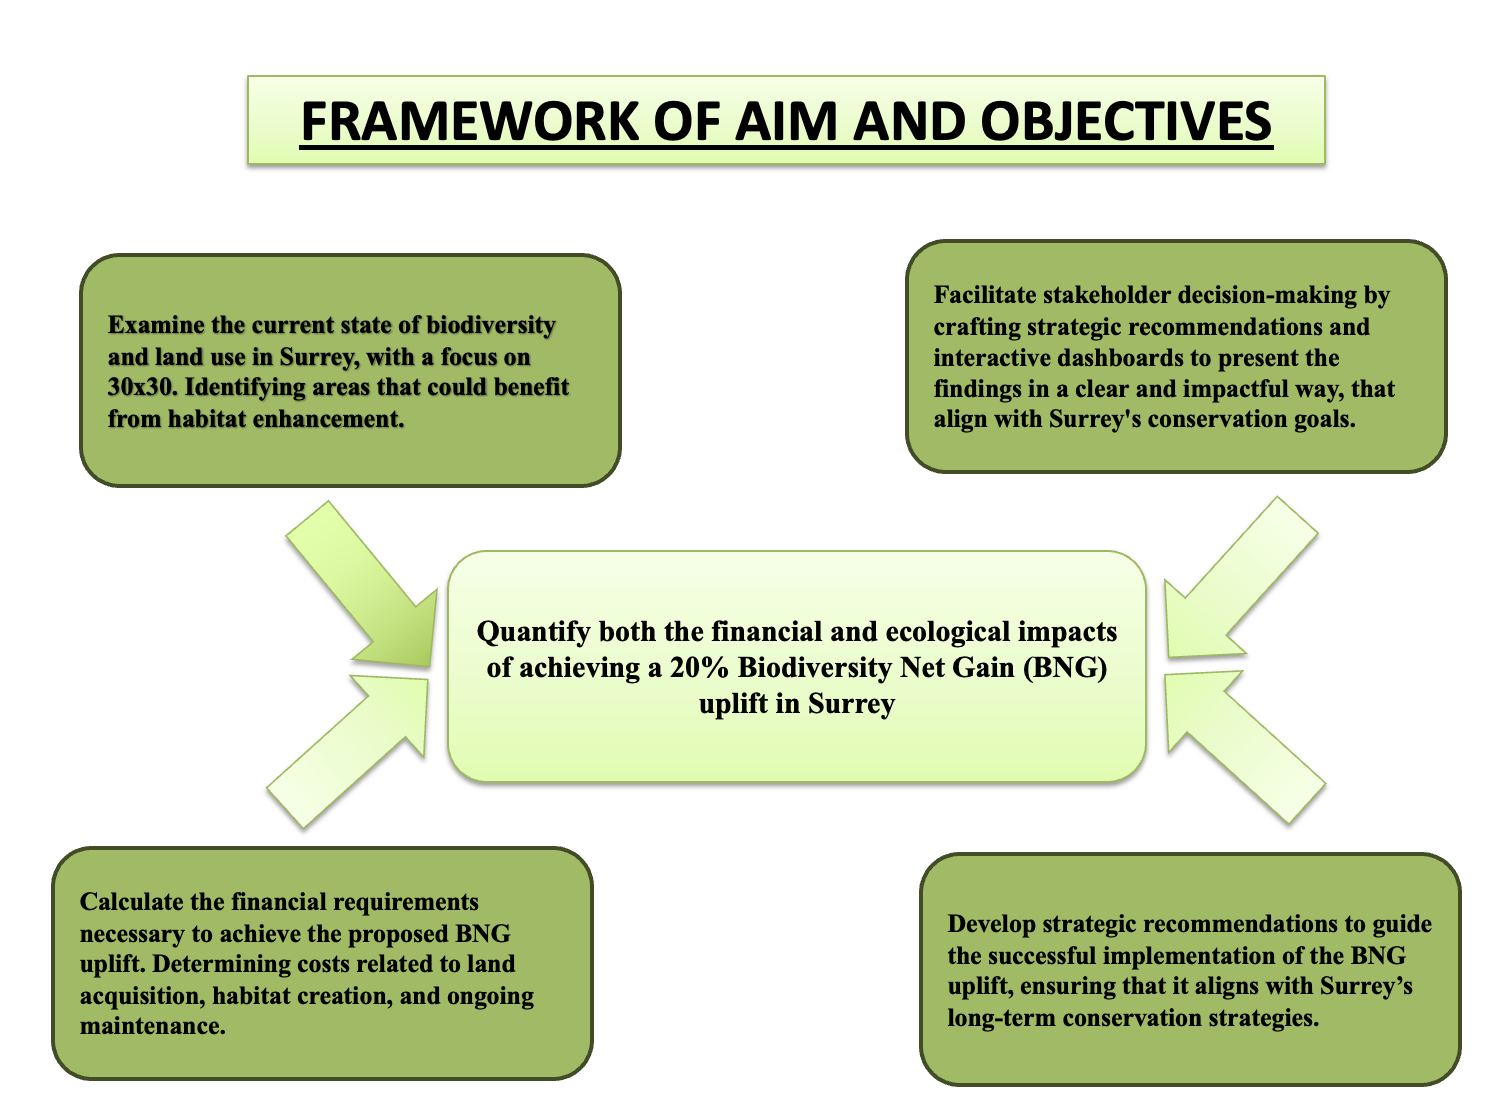 FRAMEWORK OF AIM AND OBJECTIVES
Examine the current state of biodiversity
and land use in Surrey, with a focus on
30x30. Identifying areas that could benefit
from habitat enhancement.
Facilitate stakeholder decision-making by
crafting strategic recommendations and
interactive dashboards to present the
findings in a clear and impactful way, that
align with Surrey's conservation goals.
Quantify both the financial and ecological impacts
of achieving a 20% Biodiversity Net Gain (BNG)
uplift in Surrey
Calculate the financial requirements
necessary to achieve the proposed BNG
uplift. Determining costs related to land
acquisition, habitat creation, and ongoing
maintenance.
Develop strategic recommendations to guide
the successful implementation of the BNG
uplift, ensuring that it aligns with Surrey’s
long-term conservation strategies.